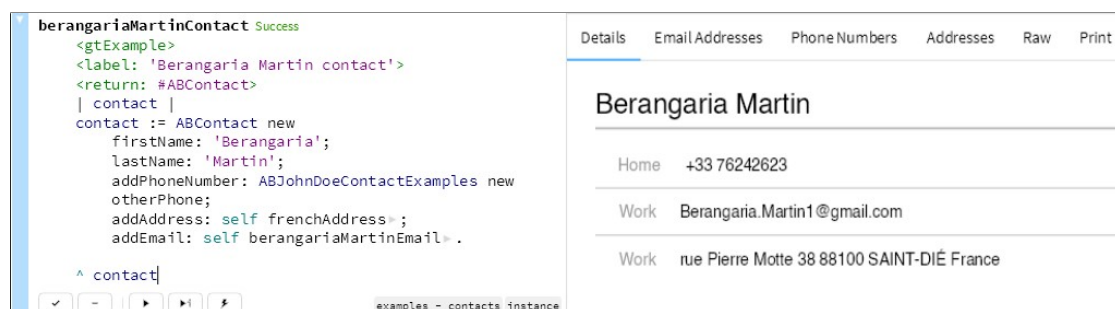 berangariaMartinContact Success
<gtExample>
<label: 'Berangaria Martin contact'>
<return: #ABContact>
| contact |
contact := ABContact new
firstName: 'Berangaria';
lastName: 'Martin';
addPhoneNumber: ABJohnDoeContactExamples new
otherPhone;
addAddress: self frenchAddress ;
addEmail: self berangariaMartinEmail .
^ contact
examples - contacts instance
Details Email Addresses Phone Numbers Addresses Raw Print
Berangaria Martin
Home +33 76242623
Work Berangaria.Martin1@gmail.com
Work rue Pierre Motte 38 88100 SAINT-DIÉ France